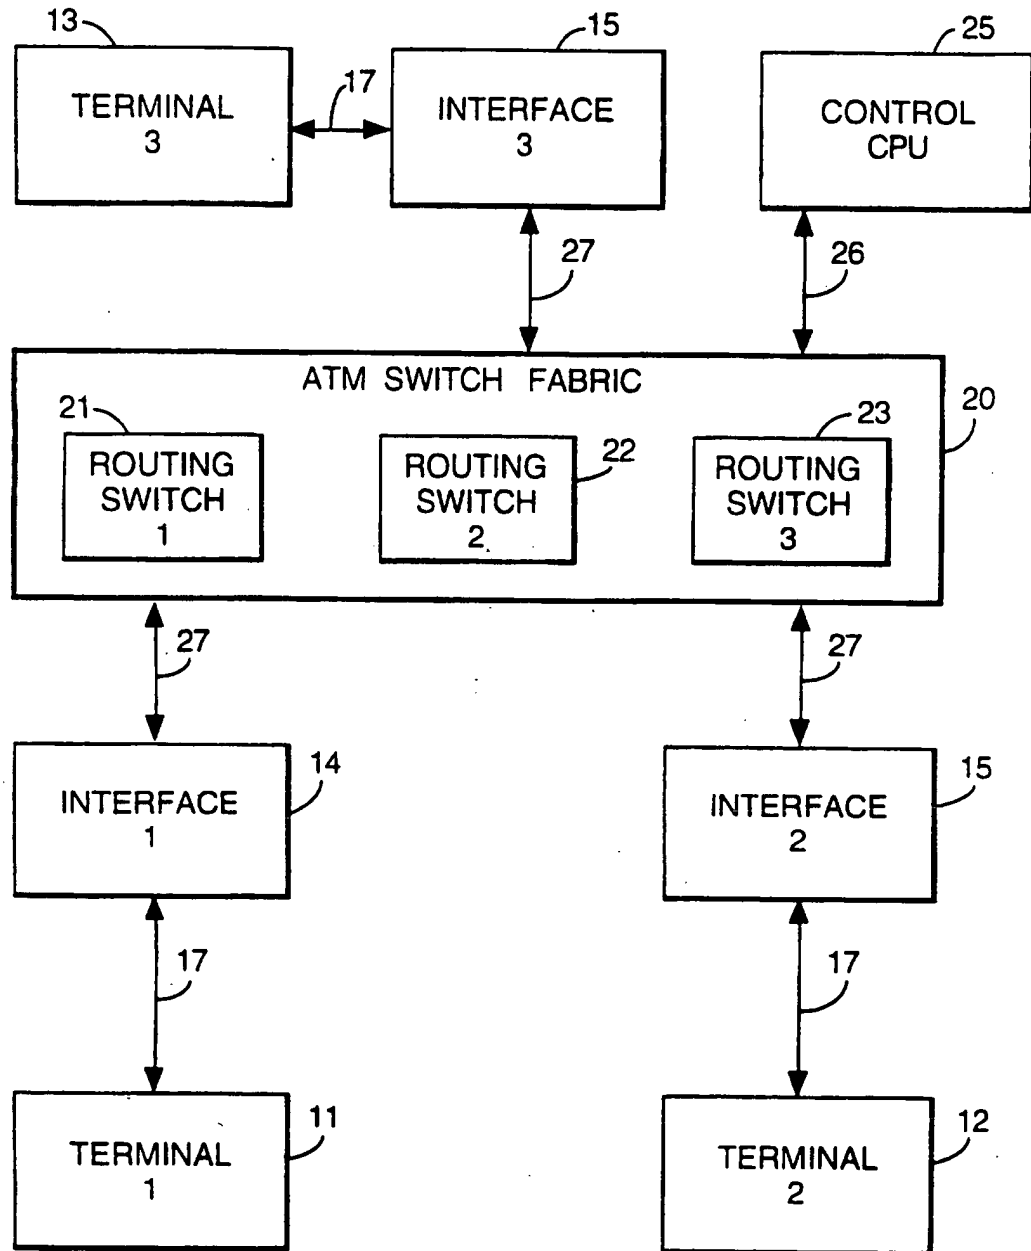 13
15
25
TERMINAL
3
17
INTERFACE
3
CONTROL
CPU
27
26
ATM SWITCH FABRIC
20
21
ROUTING
SWITCH
1
22
ROUTING
SWITCH
2
23
ROUTING
SWITCH
3
27
27
14
INTERFACE
1
15
INTERFACE
2
17
17
11
TERMINAL
1
12
TERMINAL
2